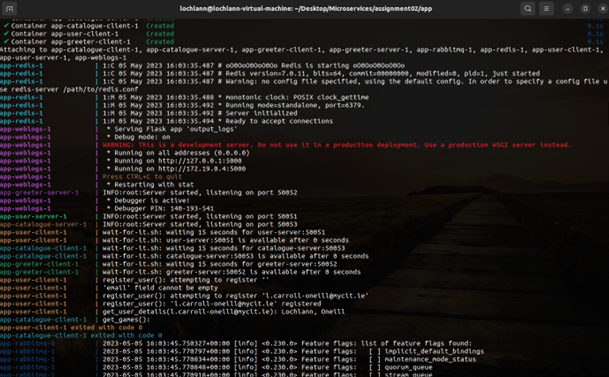 lochlann@lochlann-virtual-machine: ~/Desktop/Microservices/assignment02/app
✔ Container app-user-client-1 Created 0.1s
✔ Container app-greeter-client-1 Created 0.1s
Attaching to app-catalogue-client-1, app-catalogue-server-1, app-greeter-client-1, app-greeter-server-1, app-rabbitmq-1, app-redis-1, app-user-client-1,
app-user-server-1, app-weblogs-1
app-redis-1 | 1:C 05 May 2023 16:03:35.487 # oO0OoO0OoO0Oo Redis is starting oO0OoO0OoO0Oo
app-redis-1 | 1:C 05 May 2023 16:03:35.487 # Redis version=7.0.11, bits=64, commit=00000000, modified=0, pid=1, just started
app-redis-1 | 1:C 05 May 2023 16:03:35.487 # Warning: no config file specified, using the default config. In order to specify a config file u
se redis-server /path/to/redis.conf
app-redis-1 | 1:M 05 May 2023 16:03:35.488 * monotonic clock: POSIX clock_gettime
app-redis-1 | 1:M 05 May 2023 16:03:35.492 * Running mode=standalone, port=6379.
app-redis-1 | 1:M 05 May 2023 16:03:35.492 # Server initialized
app-redis-1 | 1:M 05 May 2023 16:03:35.494 * Ready to accept connections
app-weblogs-1 | * Serving Flask app 'output_logs'
app-weblogs-1 | * Debug mode: on
app-weblogs-1 | WARNING: This is a development server. Do not use it in a production deployment. Use a production WSGI server instead.
app-weblogs-1 | * Running on all addresses (0.0.0.0)
app-weblogs-1 | * Running on http://127.0.0.1:5000
app-weblogs-1 | * Running on http://172.19.0.4:5000
app-weblogs-1 | Press CTRL+C to quit
app-weblogs-1 | * Restarting with stat
app-greeter-server-1 | INFO:root:Server started, listening on port 50052
app-weblogs-1 | * Debugger is active!
app-weblogs-1 | * Debugger PIN: 140-193-541
app-user-server-1 | INFO:root:Server started, listening on port 50051
app-catalogue-server-1 | INFO:root:Server started, listening on port 50053
app-user-client-1 | wait-for-it.sh: waiting 15 seconds for user-server:50051
app-user-client-1 | wait-for-it.sh: user-server:50051 is available after 0 seconds
app-catalogue-client-1 | wait-for-it.sh: waiting 15 seconds for catalogue-server:50053
app-catalogue-client-1 | wait-for-it.sh: catalogue-server:50053 is available after 0 seconds
app-greeter-client-1 | wait-for-it.sh: waiting 15 seconds for greeter-server:50052
app-greeter-client-1 | wait-for-it.sh: greeter-server:50052 is available after 0 seconds
app-user-client-1 | register_user(): attempting to register ''
app-user-client-1 | 'email' field cannot be empty
app-user-client-1 | register_user(): attempting to register 'l.carroll-oneill@mycit.ie'
app-user-client-1 | register_user(): 'l.carroll-oneill@mycit.ie' registered
app-user-client-1 | get_user_details(l.carroll-oneill@mycit.ie): Lochlann, Oneill
app-catalogue-client-1 | get_games():
app-user-client-1 exited with code 0
app-catalogue-client-1 exited with code 0
app-rabbitmq-1 | 2023-05-05 16:03:45.750327+00:00 [info] <0.230.0> Feature flags: list of feature flags found:
app-rabbitmq-1 | 2023-05-05 16:03:45.770797+00:00 [info] <0.230.0> Feature flags: [ ] implicit_default_bindings
app-rabbitmq-1 | 2023-05-05 16:03:45.770834+00:00 [info] <0.230.0> Feature flags: [ ] maintenance_mode_status
app-rabbitmq-1 | 2023-05-05 16:03:45.770848+00:00 [info] <0.230.0> Feature flags: [ ] quorum_queue
app-rabbitmq-1 | 2023-05-05 16:03:45.770918+00:00 [info] <0.230.0> Feature flags: [ ] stream_queue